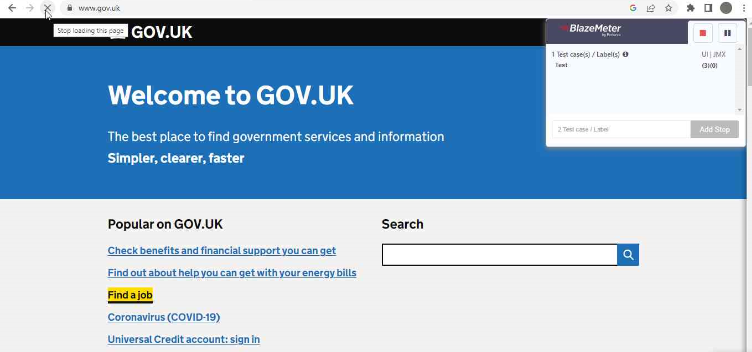 www.gov.uk
Stop loading this page
GOV.UK
BlazeMeter
by Perforce
1 Test case(s) / Label(s)
UI | JMX
Test
(3)(0)
2 Test case / Label
Add Step
Welcome to GOV.UK
The best place to find government services and information
Simpler, clearer, faster
Popular on GOV.UK
Search
Check benefits and financial support you can get
Find out about help you can get with your energy bills
Find a job
Coronavirus (COVID-19)
Universal Credit account: sign in